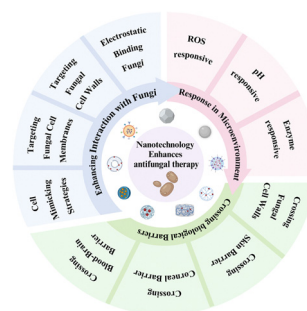 Nanotechnology
Enhances
antifungal therapy
Enhancing Interaction with Fungi
Cell
Mimicking
Strategies
Targeting
Fungal Cell
Membranes
Targeting
Fungal
Cell Walls
Electrostatic
Binding
Fungi
Response in Microenvironment
ROS
responsive
pH
responsive
Enzyme
responsive
Crossing biological Barriers
Crossing
Fungal
Cell Walls
Crossing
Skin Barrier
Crossing
Corneal Barrier
Crossing
Blood-Brain
Barrier